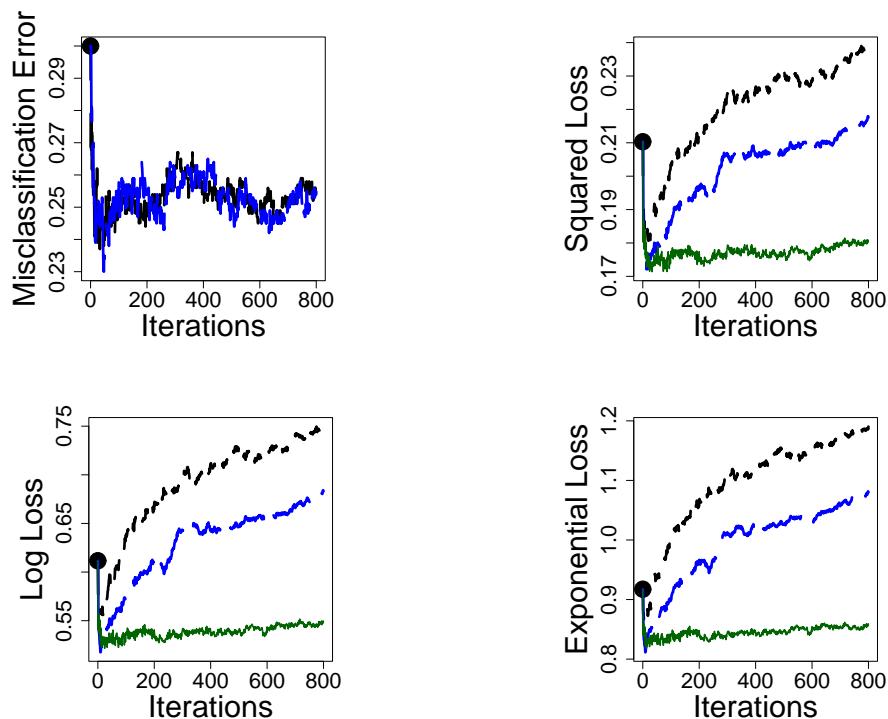 Misclassification Error
0.23 0.25 0.27 0.29
0 200 400 600 800
Iterations
Squared Loss
0.17 0.19 0.21 0.23
0 200 400 600 800
Iterations
Log Loss
0.55 0.65 0.75
0 200 400 600 800
Iterations
Exponential Loss
0.8 0.9 1.0 1.1 1.2
0 200 400 600 800
Iterations